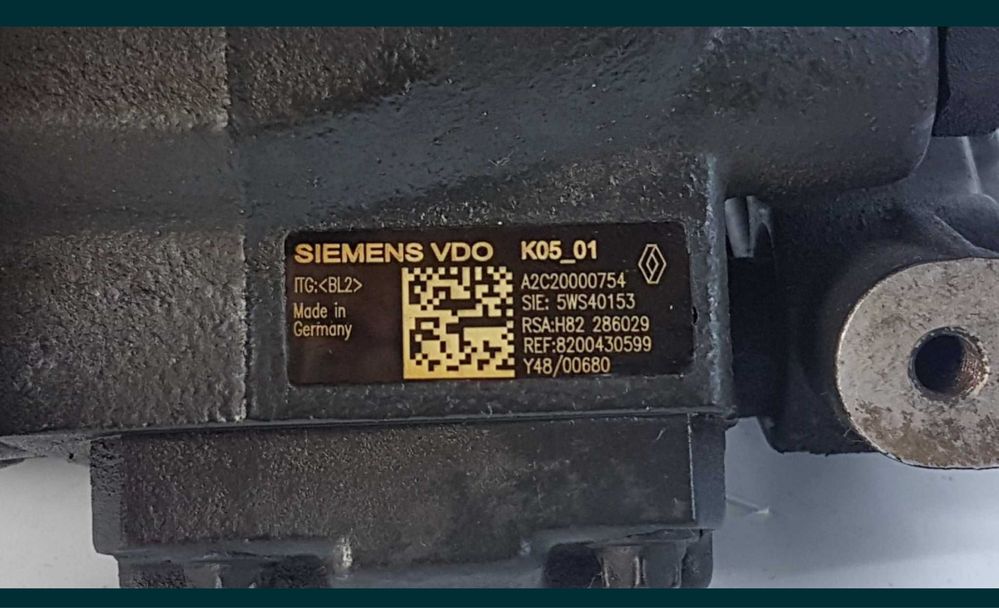 SIEMENS VDO K05_01
ITG:<BL2>
Made in
Germany
A2C20000754
SIE: 5WS40153
RSA:H82 286029
REF:8200430599
Y48/00680